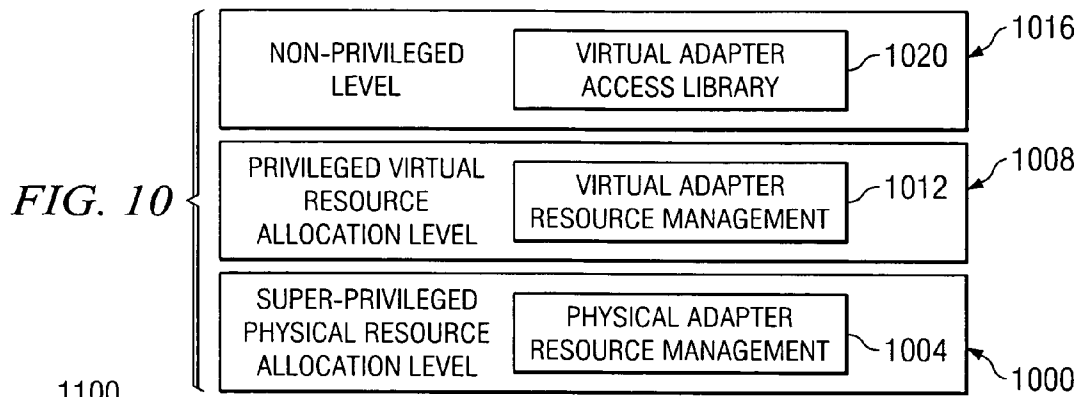 NON-PRIVILEGED
LEVEL
VIRTUAL ADAPTER
ACCESS LIBRARY
1020
1016
FIG. 10
PRIVILEGED VIRTUAL
RESOURCE
ALLOCATION LEVEL
VIRTUAL ADAPTER
RESOURCE MANAGEMENT
1012
1008
SUPER-PRIVILEGED
PHYSICAL RESOURCE
ALLOCATION LEVEL
PHYSICAL ADAPTER
RESOURCE MANAGEMENT
1004
1000
1100